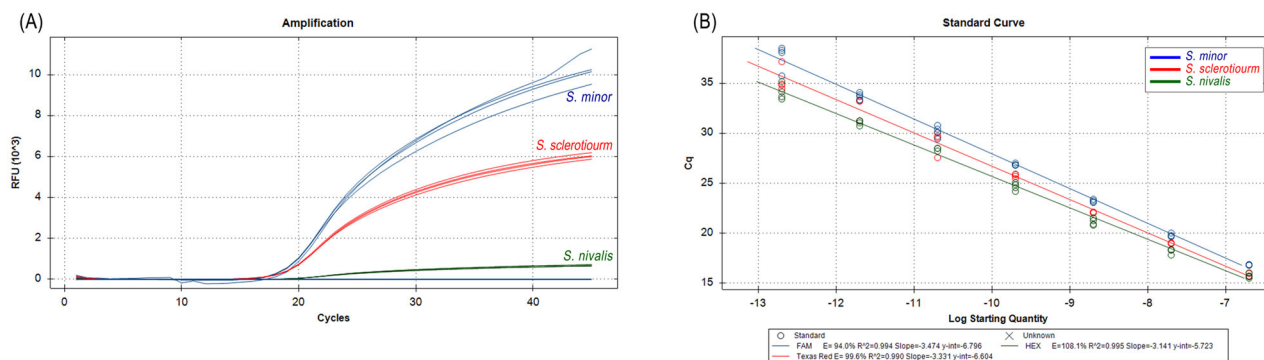 (A)
Amplification
RFU (10^3)
10
8
6
4
2
0
0
10
20
30
40
Cycles
S. minor
S. sclerotiourm
S. nivalis
(B)
Standard Curve
Cq
35
30
25
20
15
-13
-12
-11
-10
-9
-8
-7
Log Starting Quantity
S. minor
S. sclerotiourm
S. nivalis
Standard
Unknown
FAM E= 94.0% R^2=0.994 Slope=-3.474 y-int=-6.796
HEX E=108.1% R^2=0.995 Slope=-3.141 y-int=-5.723
Texas Red E= 99.6% R^2=0.990 Slope=-3.331 y-int=-6.604